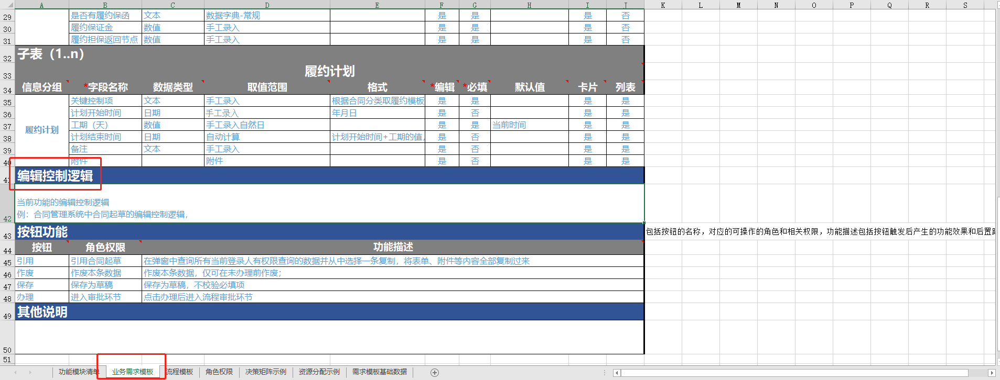 A B C D E F G H I J K L M N O P Q R S
29 是否有履约保函 文本 数据字典-常规 是 是 是 否
30 履约保证金 数值 手工录入 是 是 是 否
31 履约担保返回节点 数值 手工录入 是 是 是 否
32 子表（1..n）
33 履约计划
34 信息分组 *字段名称 数据类型 取值范围 格式 *编辑 *必填 默认值 卡片 列表
35 关键控制项 文本 手工录入 根据合同分类取履约模板 是 是 是 是
36 计划开始时间 日期 手工录入 年月日 是 否 是 是
37 履约计划 工期（天） 数值 手工录入自然日 是 是 当前时间 是 是
38 计划结束时间 日期 自动计算 计划开始时间+工期的值, 是 否 是 是
39 备注 文本 手工录入 是 否 是 是
40 附件 附件 是 否 是 是
41 编辑控制逻辑
当前功能的编辑控制逻辑
42 例：合同管理系统中合同起草的编辑控制逻辑，
43 按钮功能 包括按钮的名称，对应的可操作的角色和相关权限，功能描述包括按钮触发后产生的功能效果和后置
44 按钮 角色权限 功能描述
45 引用 引用合同起草 在弹窗中查询所有当前登录人有权限查询的数据并从中选择一条复制，将表单、附件等内容全部复制过来
46 作废 作废本条数据 作废本条数据，仅可在未办理前作废；
47 保存 保存为草稿 保存为草稿，不校验必填项
48 办理 进入审批环节 点击办理后进入流程审批环节
49 其他说明
50
51
功能模块清单 业务需求模板 流程模板 角色权限 决策矩阵示例 资源分配示例 需求模板基础数据